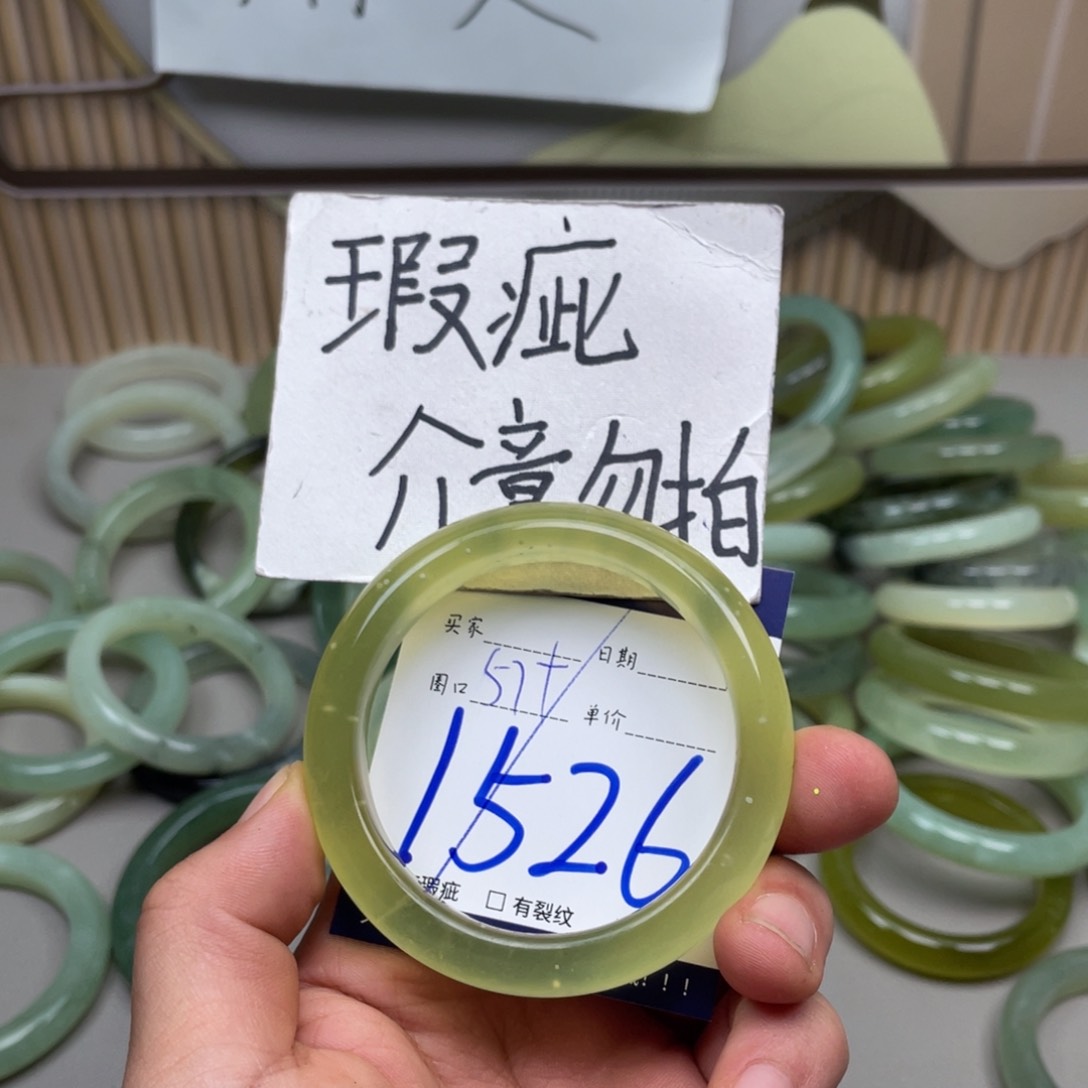 瑕疵
介意勿拍
买家 日期
圈口 57+ 单价
1526
瑕疵 □ 有裂纹
！！